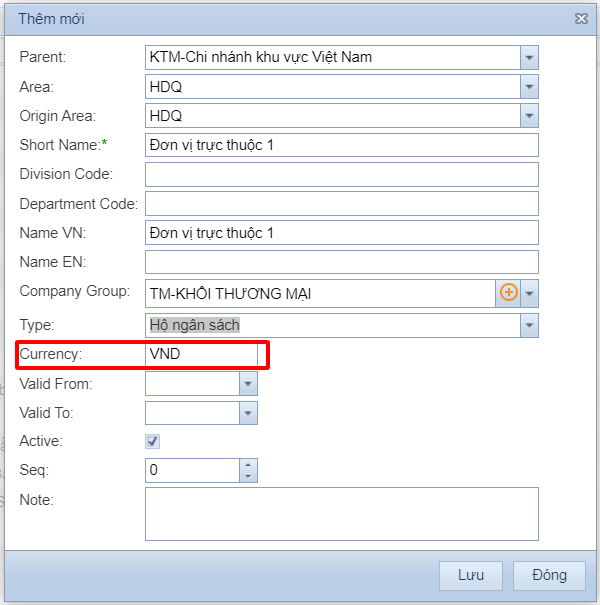 Thêm mới
Parent: KTM-Chi nhánh khu vực Việt Nam
Area: HDQ
Origin Area: HDQ
Short Name:* Đơn vị trực thuộc 1
Division Code:
Department Code:
Name VN: Đơn vị trực thuộc 1
Name EN:
Company Group: TM-KHỐI THƯƠNG MẠI
Type: Hộ ngân sách
Currency: VND
Valid From:
Valid To:
Active:
Seq: 0
Note:
Lưu Đóng